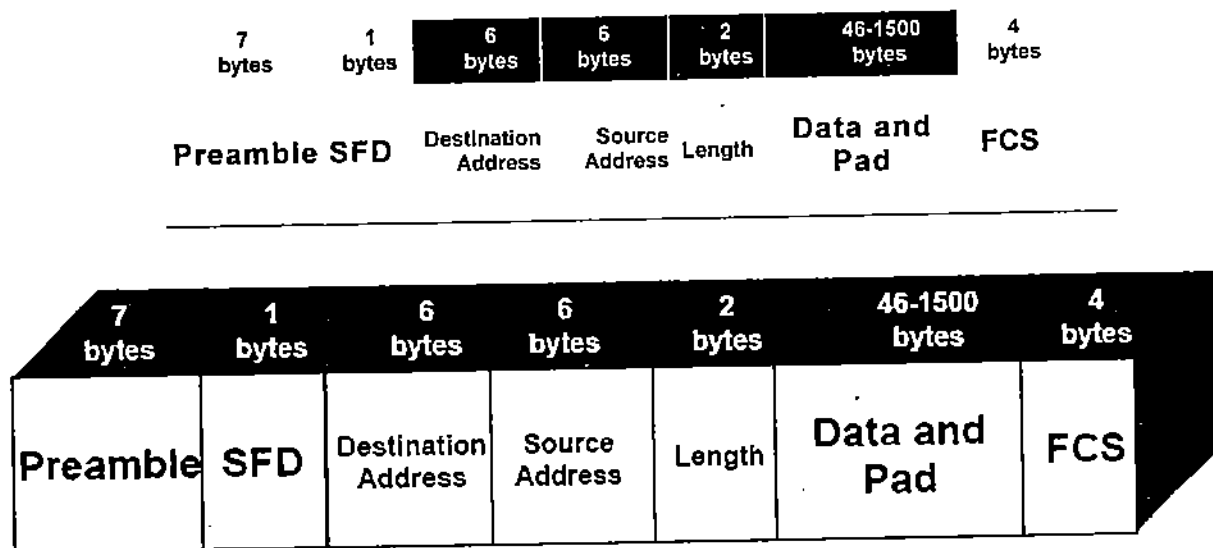 7 1 6 6 2 46-1500 4
bytes bytes bytes bytes bytes bytes bytes
Preamble SFD Destination Address Source Address Length Data and Pad FCS
7 1 6 6 2 46-1500 4
bytes bytes bytes bytes bytes bytes bytes
Preamble SFD Destination Address Source Address Length Data and Pad FCS